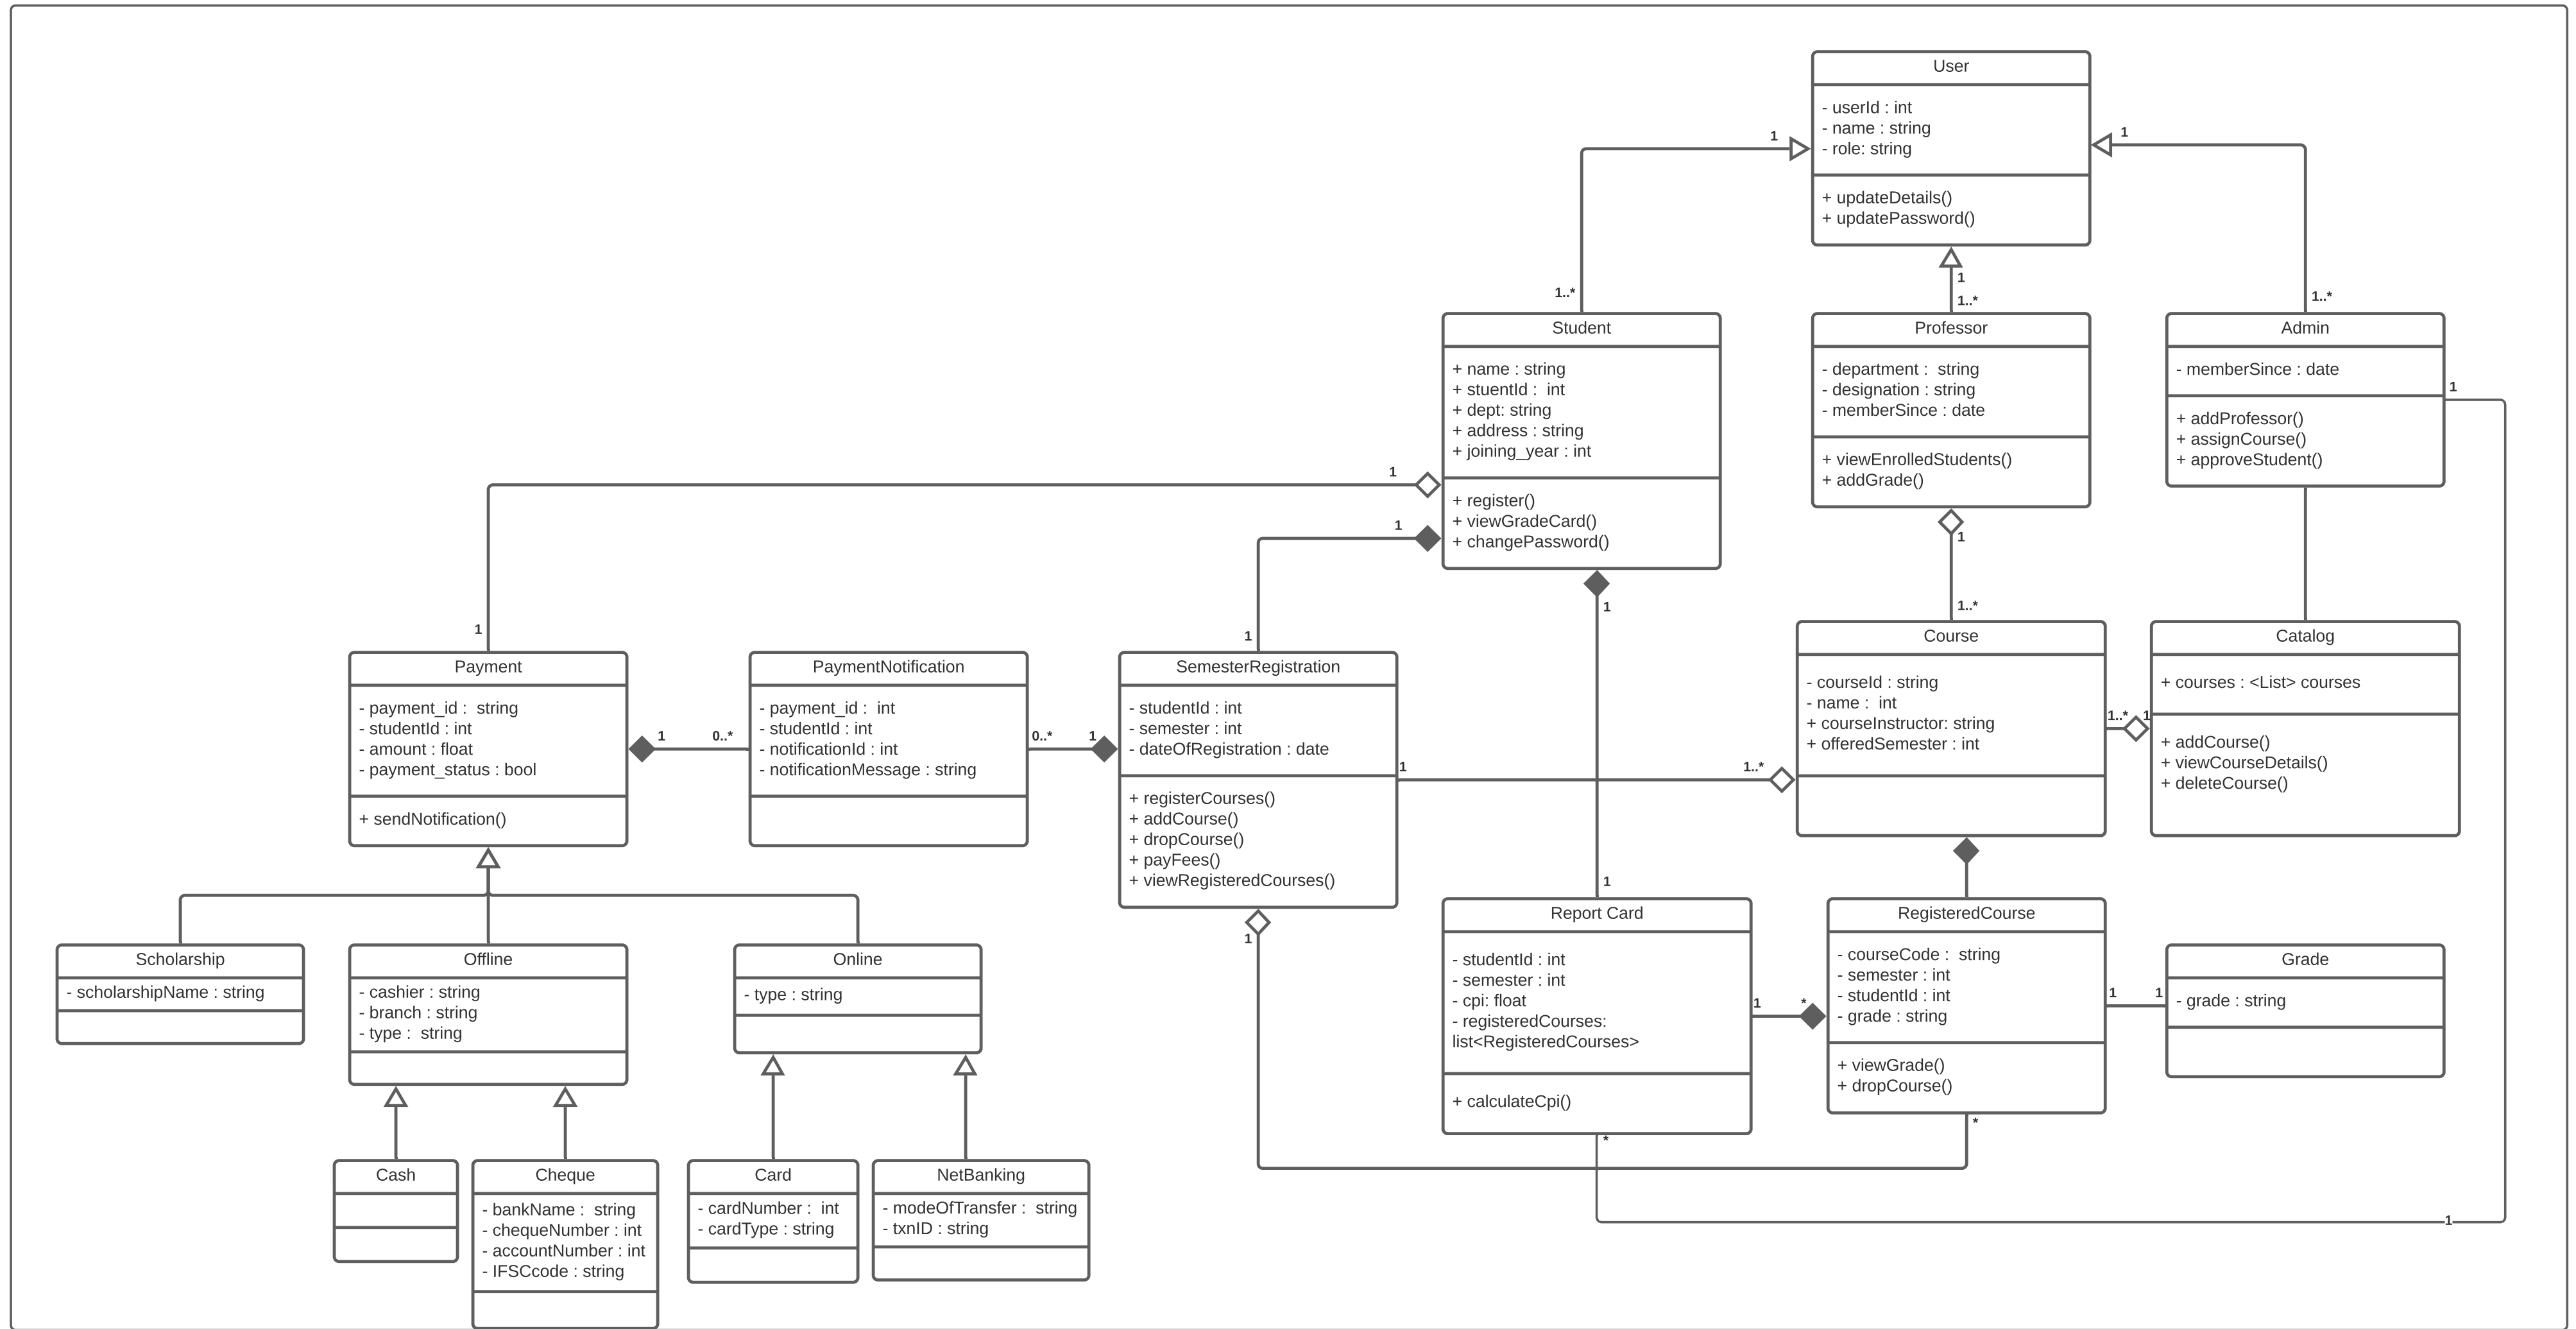 User
- userId : int
- name : string
- role: string
+ updateDetails()
+ updatePassword()
1
1
1
1..*
1..*
1..*
Student
+ name : string
+ stuentId :  int
+ dept: string
+ address : string
+ joining_year : int
+ register()
+ viewGradeCard()
+ changePassword()
Professor
- department :  string
- designation : string
- memberSince : date
+ viewEnrolledStudents()
+ addGrade()
Admin
- memberSince : date
+ addProfessor()
+ assignCourse()
+ approveStudent()
1
1
1
1
1
1
1
1..*
Payment
- payment_id :  string
- studentId : int
- amount : float
- payment_status : bool
+ sendNotification()
1
0..*
PaymentNotification
- payment_id :  int
- studentId : int
- notificationId : int
- notificationMessage : string
0..*
1
SemesterRegistration
- studentId : int
- semester : int
- dateOfRegistration : date
+ registerCourses()
+ addCourse()
+ dropCourse()
+ payFees()
+ viewRegisteredCourses()
1
1..*
Course
- courseId : string
- name :  int
+ courseInstructor: string
+ offeredSemester : int
1..*
1
Catalog
+ courses : <List> courses
+ addCourse()
+ viewCourseDetails()
+ deleteCourse()
1
1
Scholarship
- scholarshipName : string
Offline
- cashier : string
- branch : string
- type :  string
Online
- type : string
Report Card
- studentId : int
- semester : int
- cpi: float
- registeredCourses:
list<RegisteredCourses>
+ calculateCpi()
1
*
RegisteredCourse
- courseCode :  string
- semester : int
- studentId : int
- grade : string
+ viewGrade()
+ dropCourse()
1
1
Grade
- grade : string
*
*
Cash
Cheque
- bankName :  string
- chequeNumber : int
- accountNumber : int
- IFSCcode : string
Card
- cardNumber :  int
- cardType : string
NetBanking
- modeOfTransfer :  string
- txnID : string
1